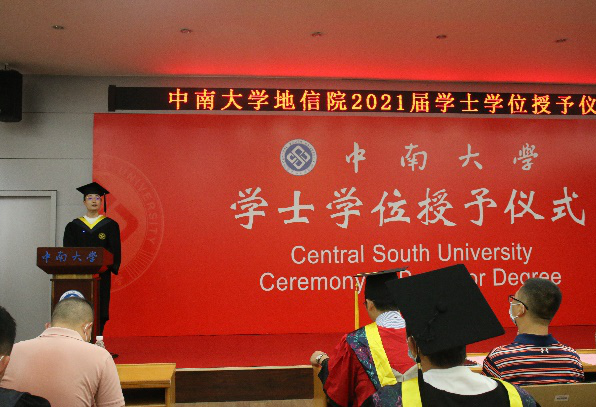 中南大学地信院2021届学士学位授予仪
中南大学
学士学位授予仪式
Central South University
Ceremony Degree
中南大学